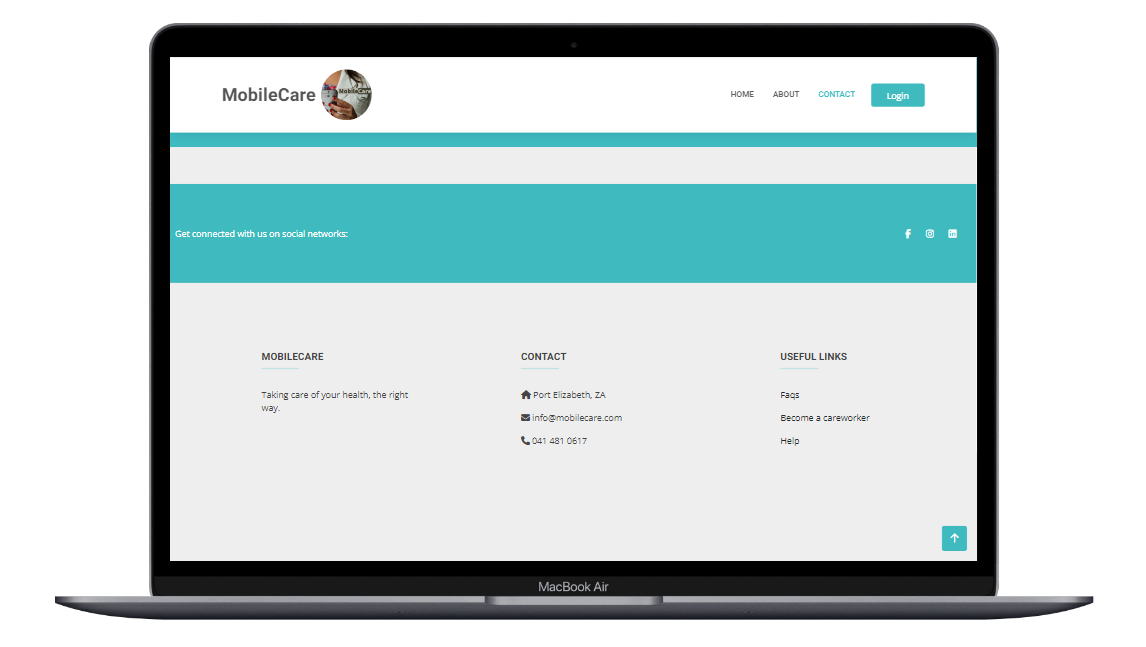 MobileCare
MobileCare
HOME ABOUT CONTACT Login
Get connected with us on social networks:
MOBILECARE
Taking care of your health, the right
way.
CONTACT
Port Elizabeth, ZA
info@mobilecare.com
041 481 0617
USEFUL LINKS
Faqs
Become a careworker
Help
MacBook Air